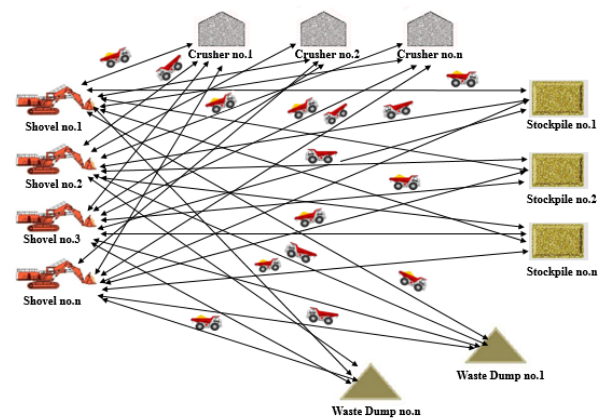 Crusher no.1
Crusher no.2
Crusher no.n
Shovel no.1
Stockpile no.1
Shovel no.2
Stockpile no.2
Shovel no.3
Stockpile no.n
Shovel no.n
Waste Dump no.1
Waste Dump no.n